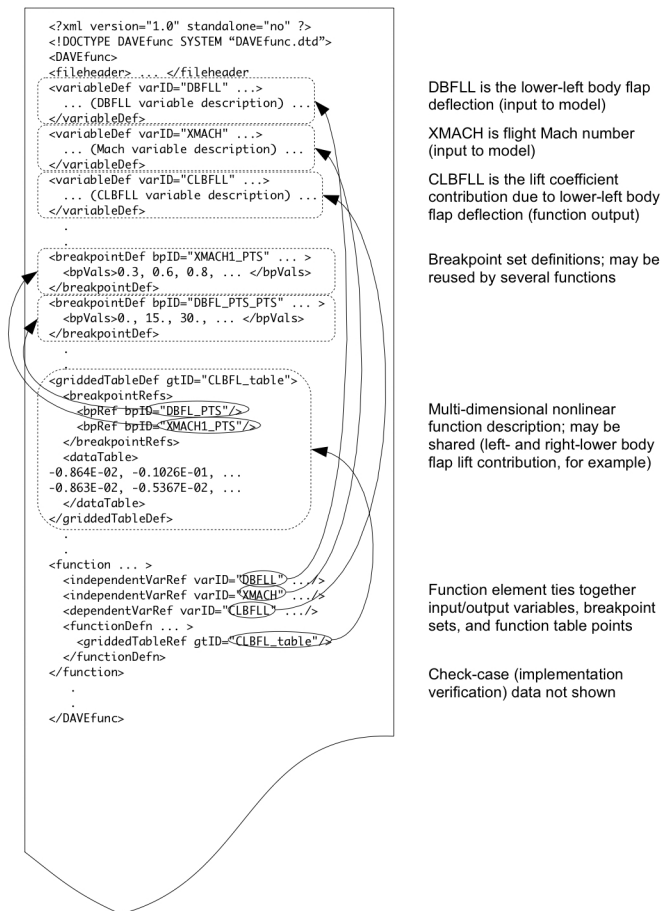 <?xml version="1.0" standalone="no" ?>
<!DOCTYPE DAVEfunc SYSTEM “DAVEfunc.dtd”>
<DAVEfunc>
<fileheader> ... </fileheader
<variableDef varID="DBFLL" ...>
... (DBFLL variable description) ...
</variableDef>
<variableDef varID="XMACH" ...>
... (Mach variable description) ...
</variableDef>
<variableDef varID="CLBFLL" ...>
... (CLBFLL variable description) ...
</variableDef>
.
.
<breakpointDef bpID="XMACH1_PTS" ... >
<bpVals>0.3, 0.6, 0.8, ... </bpVals>
</breakpointDef>
<breakpointDef bpID="DBFL_PTS_PTS" ... >
<bpVals>0., 15., 30., ... </bpVals>
</breakpointDef>
.
.
<griddedTableDef gtID="CLBFL_table">
<breakpointRefs>
<bpRef bpID="DBFL_PTS"/>
<bpRef bpID="XMACH1_PTS"/>
</breakpointRefs>
<dataTable>
-0.864E-02, -0.1026E-01, ...
-0.863E-02, -0.5367E-02, ...
</dataTable>
</griddedTableDef>
.
.
<function ... >
<independentVarRef varID="DBFLL" .../>
<independentVarRef varID="XMACH" .../>
<dependentVarRef varID="CLBFLL" .../>
<functionDefn ... >
<griddedTableRef gtID="CLBFL_table"/>
</functionDefn>
</function>
.
.
</DAVEfunc>
DBFLL is the lower-left body flap
deflection (input to model)
XMACH is flight Mach number
(input to model)
CLBFLL is the lift coefficient
contribution due to lower-left body
flap deflection (function output)
Breakpoint set definitions; may be
reused by several functions
Multi-dimensional nonlinear
function description; may be
shared (left- and right-lower body
flap lift contribution, for example)
Function element ties together
input/output variables, breakpoint
sets, and function table points
Check-case (implementation
verification) data not shown